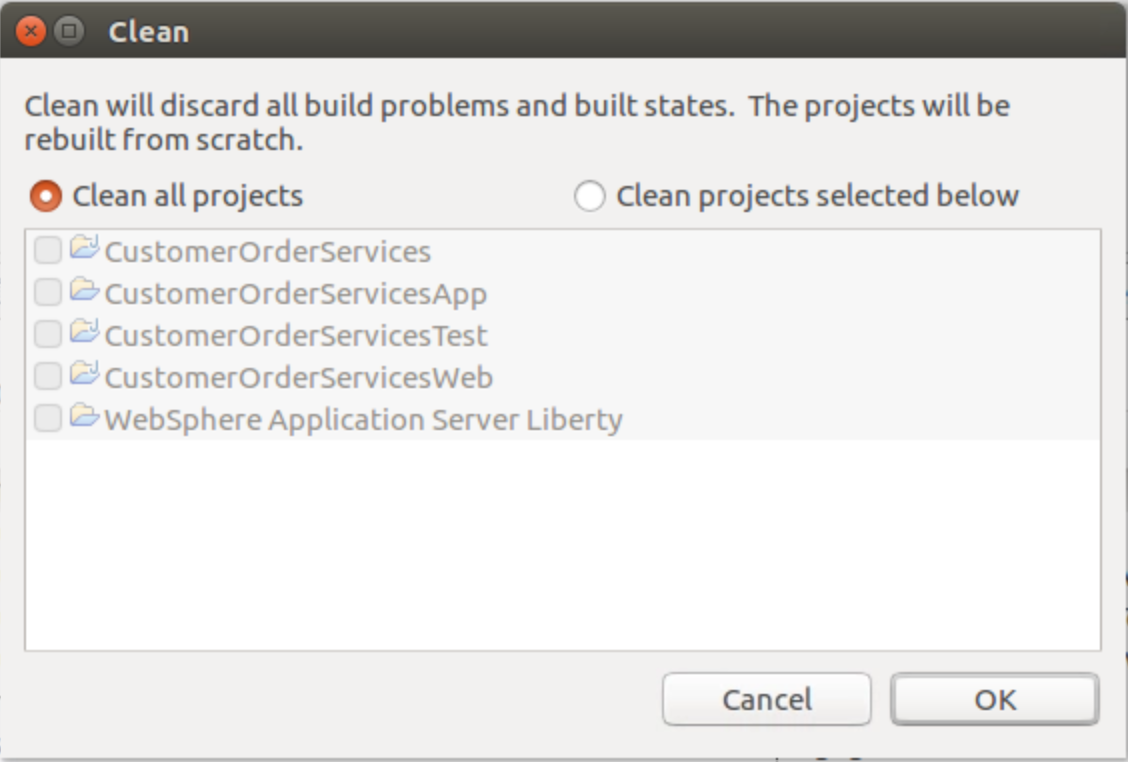 Clean
Clean will discard all build problems and built states.  The projects will be
rebuilt from scratch.
Clean all projects
Clean projects selected below
CustomerOrderServices
CustomerOrderServicesApp
CustomerOrderServicesTest
CustomerOrderServicesWeb
WebSphere Application Server Liberty
Cancel
OK